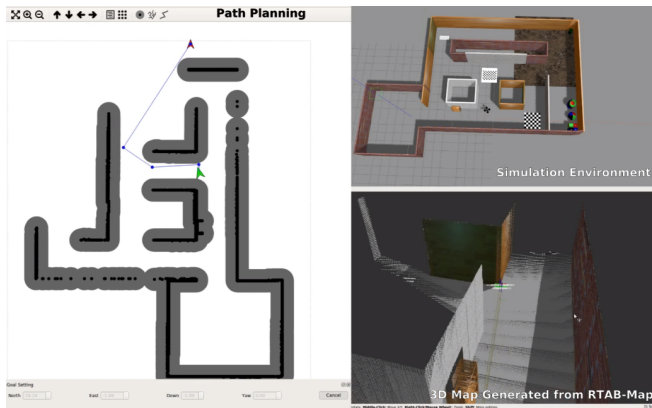 Path Planning
Simulation Environment
3D Map Generated from RTAB-Map
Goal Setting
North
East
Down
Yaw
Cancel